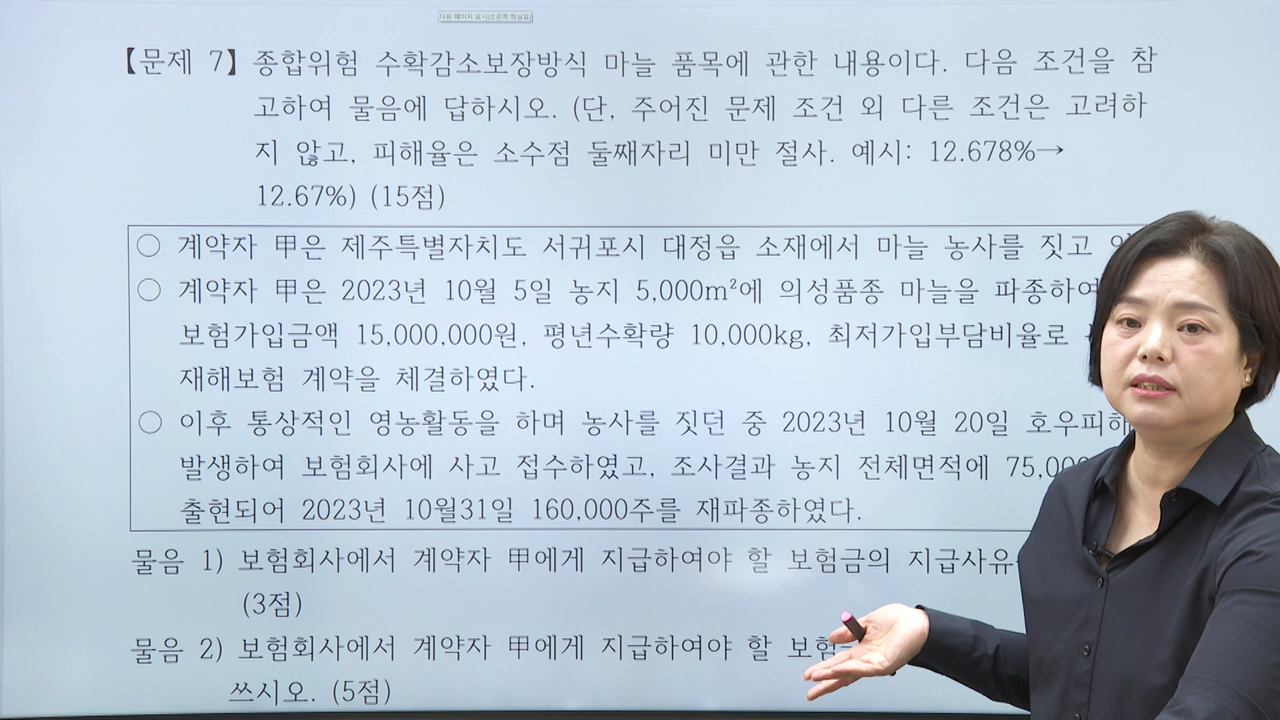 다음 페이지 표시(오른쪽 화살표)
【문제 7】 종합위험 수확감소보장방식 마늘 품목에 관한 내용이다. 다음 조건을 참
고하여 물음에 답하시오. (단, 주어진 문제 조건 외 다른 조건은 고려하
지 않고, 피해율은 소수점 둘째자리 미만 절사. 예시: 12.678%→
12.67%) (15점)
○ 계약자 甲은 제주특별자치도 서귀포시 대정읍 소재에서 마늘 농사를 짓고
○ 계약자 甲은 2023년 10월 5일 농지 5,000m²에 의성품종 마늘을 파종하여
보험가입금액 15,000,000원, 평년수확량 10,000kg, 최저가입부담비율로
재해보험 계약을 체결하였다.
○ 이후 통상적인 영농활동을 하며 농사를 짓던 중 2023년 10월 20일 호우피해
발생하여 보험회사에 사고 접수하였고, 조사결과 농지 전체면적에 75,00
출현되어 2023년 10월31일 160,000주를 재파종하였다.
물음 1) 보험회사에서 계약자 甲에게 지급하여야 할 보험금의 지급사유
(3점)
물음 2) 보험회사에서 계약자 甲에게 지급하여야 할 보험
쓰시오. (5점)